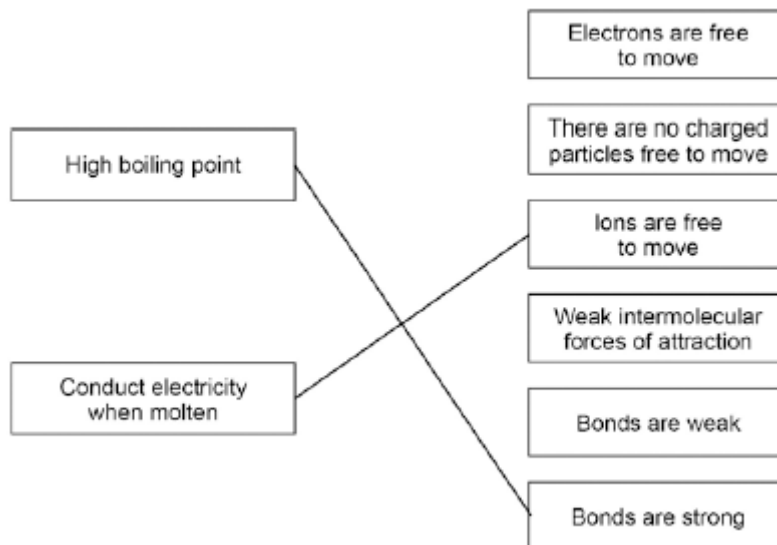 High boiling point
Conduct electricity
when molten
Electrons are free
to move
There are no charged
particles free to move
Ions are free
to move
Weak intermolecular
forces of attraction
Bonds are weak
Bonds are strong